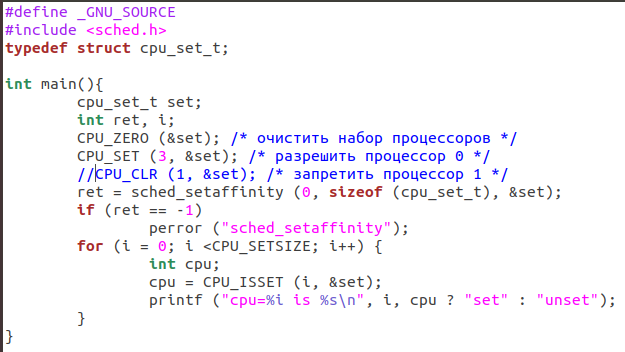 #define _GNU_SOURCE
#include <sched.h>
typedef struct cpu_set_t;

int main(){
        cpu_set_t set;
        int ret, i;
        CPU_ZERO (&set); /* очистить набор процессоров */
        CPU_SET (3, &set); /* разрешить процессор 0 */
        //CPU_CLR (1, &set); /* запретить процессор 1 */
        ret = sched_setaffinity (0, sizeof (cpu_set_t), &set);
        if (ret == -1)
                perror ("sched_setaffinity");
        for (i = 0; i <CPU_SETSIZE; i++) {
                int cpu;
                cpu = CPU_ISSET (i, &set);
                printf ("cpu=%i is %s\n", i, cpu ? "set" : "unset");
        }
}